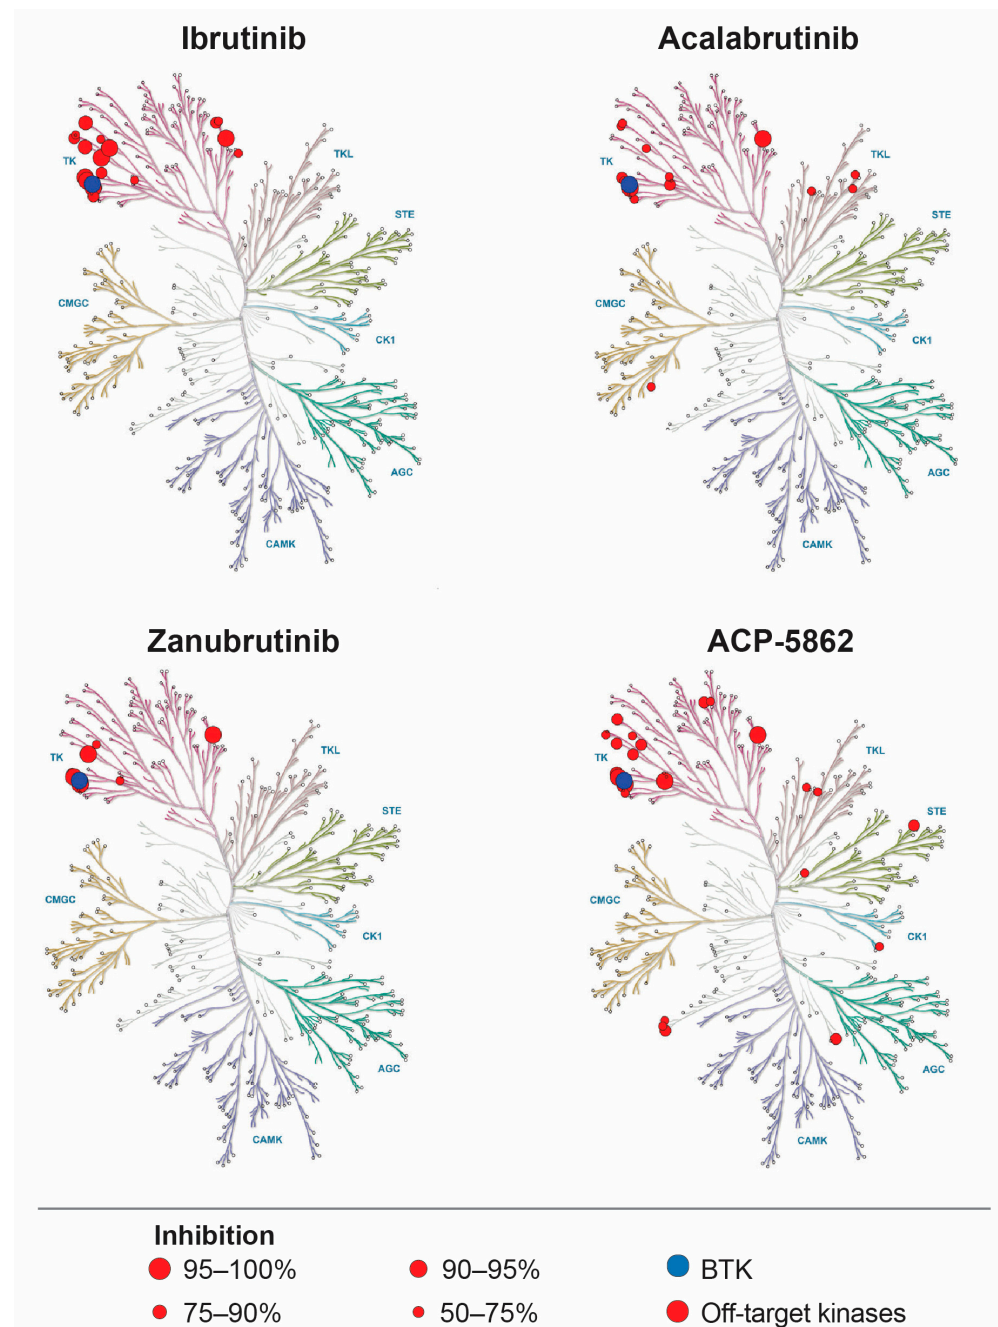 Ibrutinib
Acalabrutinib
TK
TKL
STE
CMGC
CK1
AGC
CAMK
TK
TKL
STE
CMGC
CK1
AGC
CAMK
Zanubrutinib
ACP-5862
TK
TKL
STE
CMGC
CK1
AGC
CAMK
TK
TKL
STE
CMGC
CK1
AGC
CAMK
Inhibition
95–100%
90–95%
BTK
75–90%
50–75%
Off-target kinases